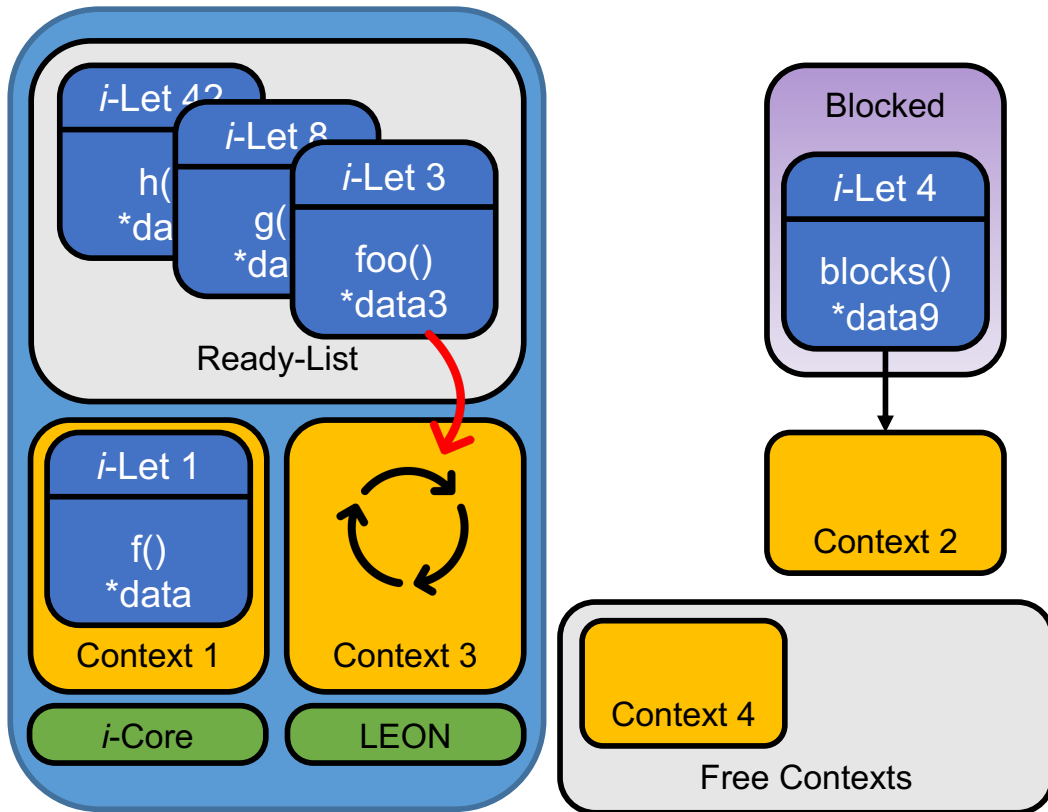 i-Let 42
h(
*da
i-Let 8
g(
*da
i-Let 3
foo()
*data3
Ready-List
i-Let 1
f()
*data
Context 1
Context 3
i-Core
LEON
Blocked
i-Let 4
blocks()
*data9
Context 2
Context 4
Free Contexts